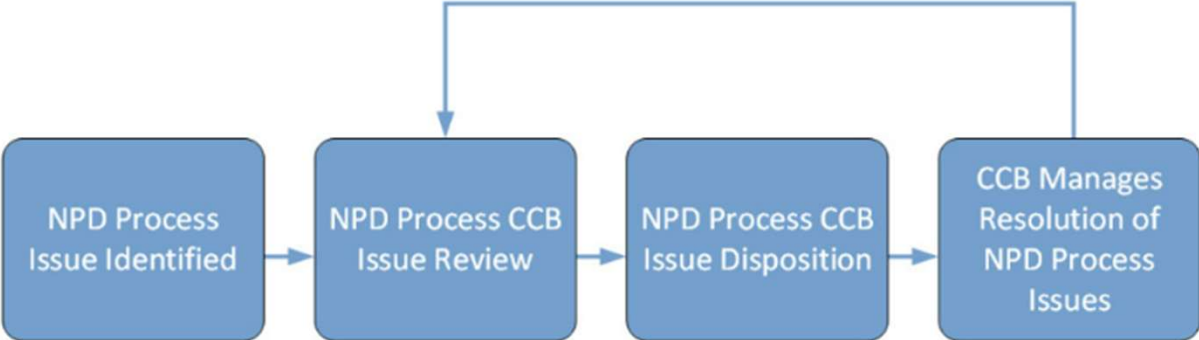 NPD Process
Issue Identified
NPD Process CCB
Issue Review
NPD Process CCB
Issue Disposition
CCB Manages
Resolution of
NPD Process
Issues